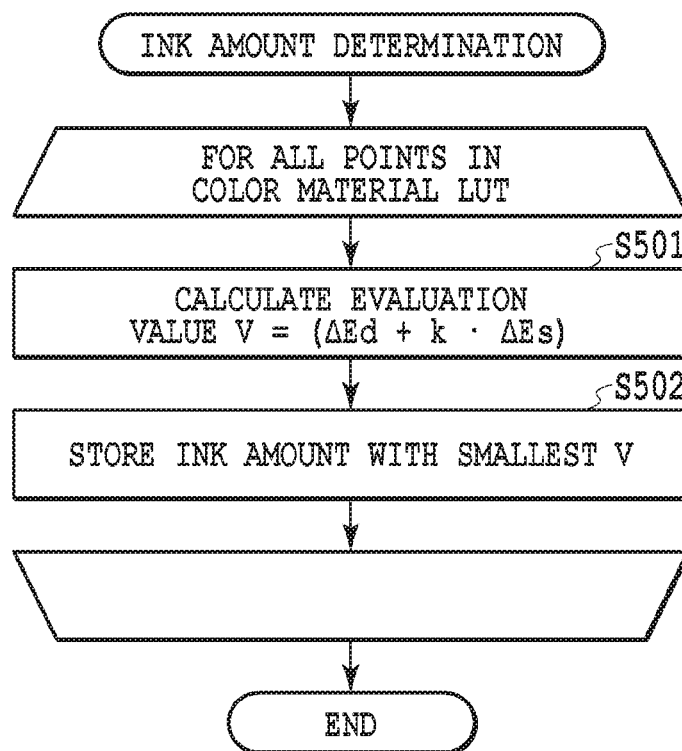 INK AMOUNT DETERMINATION
FOR ALL POINTS IN
COLOR MATERIAL LUT
S501
CALCULATE EVALUATION
VALUE V = (ΔEd + k · ΔEs)
S502
STORE INK AMOUNT WITH SMALLEST V
END